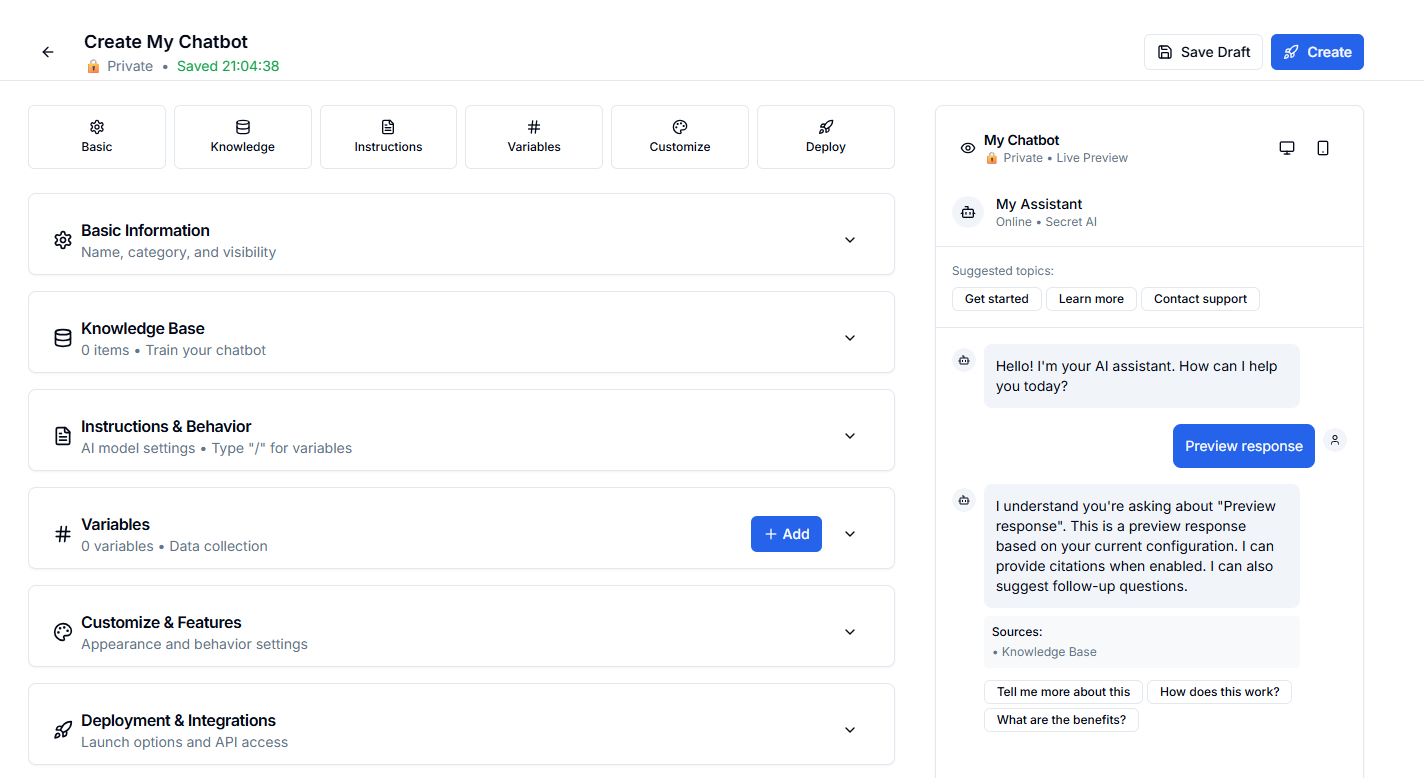 Create My Chatbot
🔒 Private • Saved 21:04:38
Save Draft
Create
Basic
Knowledge
Instructions
Variables
Customize
Deploy
Basic Information
Name, category, and visibility
Knowledge Base
0 items • Train your chatbot
Instructions & Behavior
AI model settings • Type "/" for variables
Variables
0 variables • Data collection
+ Add
Customize & Features
Appearance and behavior settings
Deployment & Integrations
Launch options and API access
My Chatbot
🔒 Private • Live Preview
My Assistant
Online • Secret AI
Suggested topics:
Get started
Learn more
Contact support
Hello! I'm your AI assistant. How can I help
you today?
Preview response
I understand you're asking about "Preview
response". This is a preview response
based on your current configuration. I can
provide citations when enabled. I can also
suggest follow-up questions.
Sources:
• Knowledge Base
Tell me more about this
How does this work?
What are the benefits?